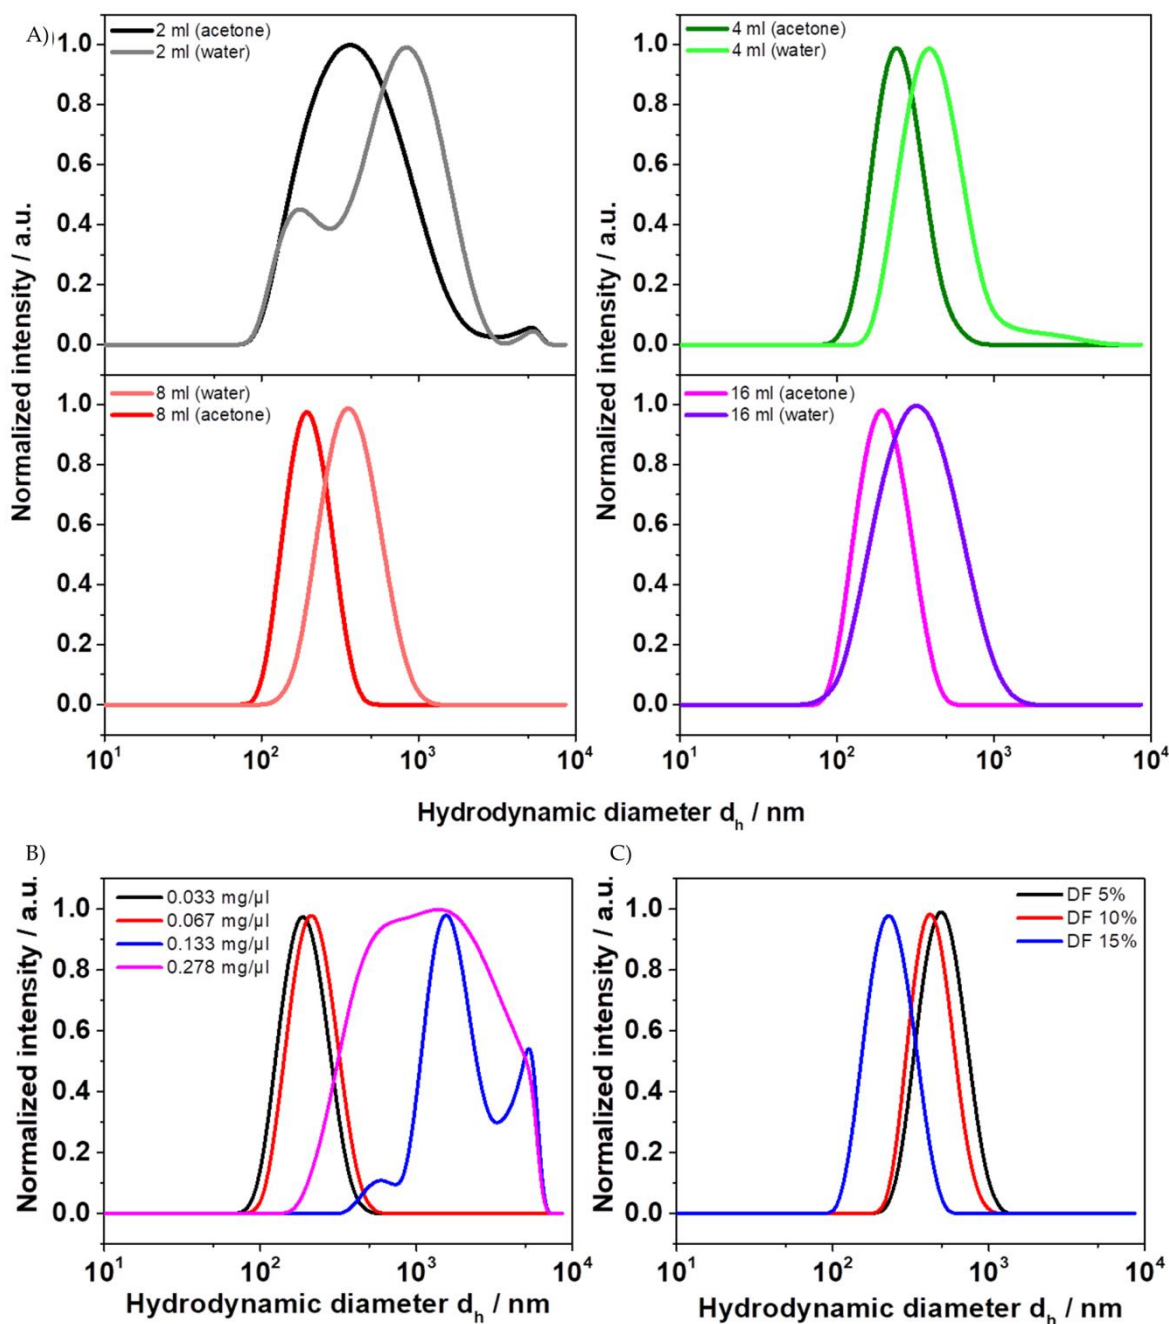 A)
2 ml (acetone)
2 ml (water)
1.0
0.8
0.6
0.4
0.2
0.0
Normalized intensity / a.u.
4 ml (acetone)
4 ml (water)
1.0
0.8
0.6
0.4
0.2
0.0
Normalized intensity / a.u.
8 ml (water)
8 ml (acetone)
1.0
0.8
0.6
0.4
0.2
0.0
Normalized intensity / a.u.
10¹ 10² 10³ 10⁴
16 ml (acetone)
16 ml (water)
1.0
0.8
0.6
0.4
0.2
0.0
Normalized intensity / a.u.
10¹ 10² 10³ 10⁴
Hydrodynamic diameter dₕ / nm
B)
0.033 mg/µl
0.067 mg/µl
0.133 mg/µl
0.278 mg/µl
1.0
0.8
0.6
0.4
0.2
0.0
Normalized intensity / a.u.
10¹ 10² 10³ 10⁴
Hydrodynamic diameter dₕ / nm
C)
DF 5%
DF 10%
DF 15%
1.0
0.8
0.6
0.4
0.2
0.0
Normalized intensity / a.u.
10¹ 10² 10³ 10⁴
Hydrodynamic diameter dₕ / nm